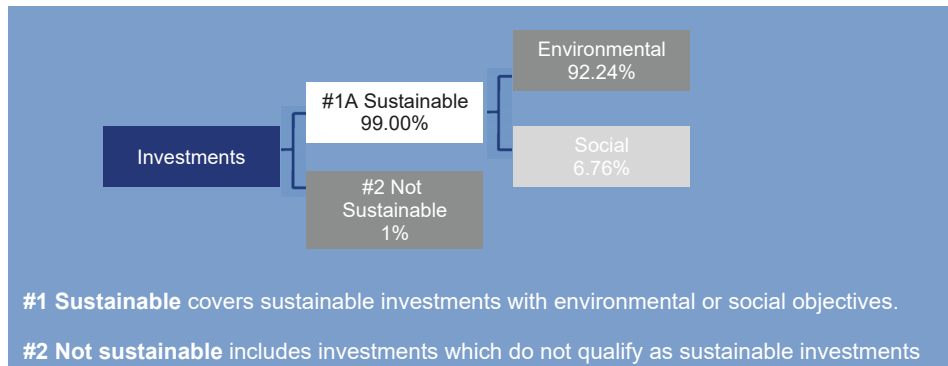 Environmental
92.24%
#1A Sustainable
99.00%
Investments
Social
6.76%
#2 Not
Sustainable
1%
#1 Sustainable covers sustainable investments with environmental or social objectives.
#2 Not sustainable includes investments which do not qualify as sustainable investments